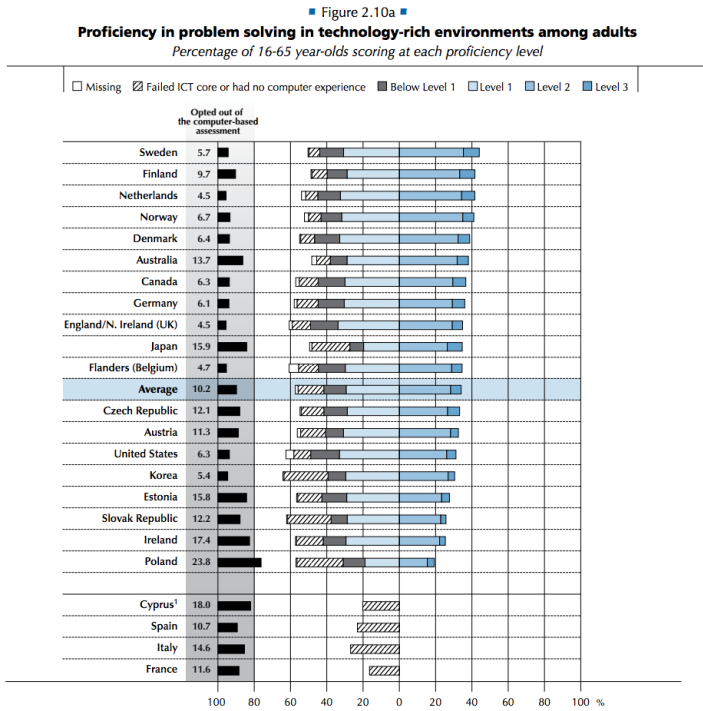 Figure 2.10a
Proficiency in problem solving in technology-rich environments among adults
Percentage of 16-65 year-olds scoring at each proficiency level
Missing Failed ICT core or had no computer experience Below Level 1 Level 1 Level 2 Level 3
Opted out of
the computer-based
assessment
Sweden 5.7
Finland 9.7
Netherlands 4.5
Norway 6.7
Denmark 6.4
Australia 13.7
Canada 6.3
Germany 6.1
England/N. Ireland (UK) 4.5
Japan 15.9
Flanders (Belgium) 4.7
Average 10.2
Czech Republic 12.1
Austria 11.3
United States 6.3
Korea 5.4
Estonia 15.8
Slovak Republic 12.2
Ireland 17.4
Poland 23.8
Cyprus¹ 18.0
Spain 10.7
Italy 14.6
France 11.6
100 80 60 40 20 0 20 40 60 80 100 %